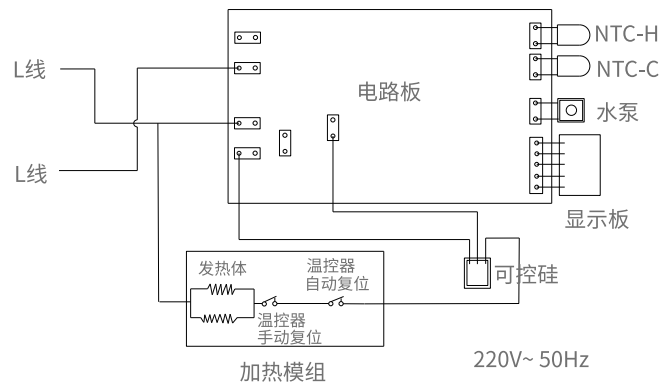 NTC-H
L线
NTC-C
电路板
水泵
L线
显示板
发热体
温控器
自动复位
可控硅
温控器
手动复位
220V~ 50Hz
加热模组